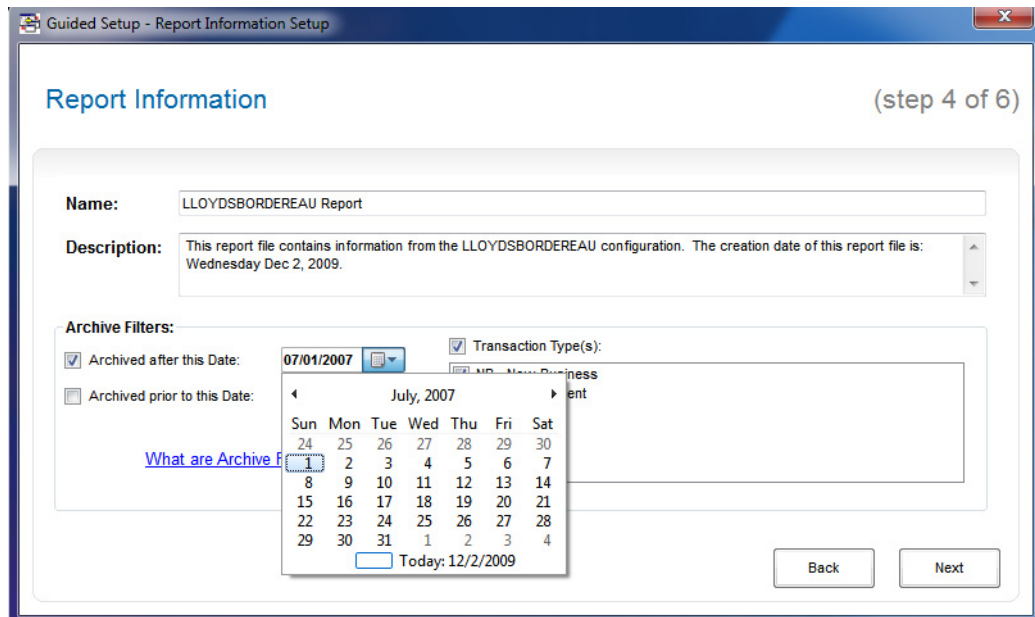 Guided Setup - Report Information Setup
Report Information
(step 4 of 6)
Name:
LLOYDSBORDEREAU Report
Description:
This report file contains information from the LLOYDSBORDEREAU configuration. The creation date of this report file is:
Wednesday Dec 2, 2009.
Archive Filters:
Archived after this Date:
07/01/2007
Transaction Type(s):
NB - New Business
Archived prior to this Date:
ent
What are Archive F
July, 2007
Sun Mon Tue Wed Thu Fri Sat
24 25 26 27 28 29 30
1 2 3 4 5 6 7
8 9 10 11 12 13 14
15 16 17 18 19 20 21
22 23 24 25 26 27 28
29 30 31 1 2 3 4
Today: 12/2/2009
Back
Next